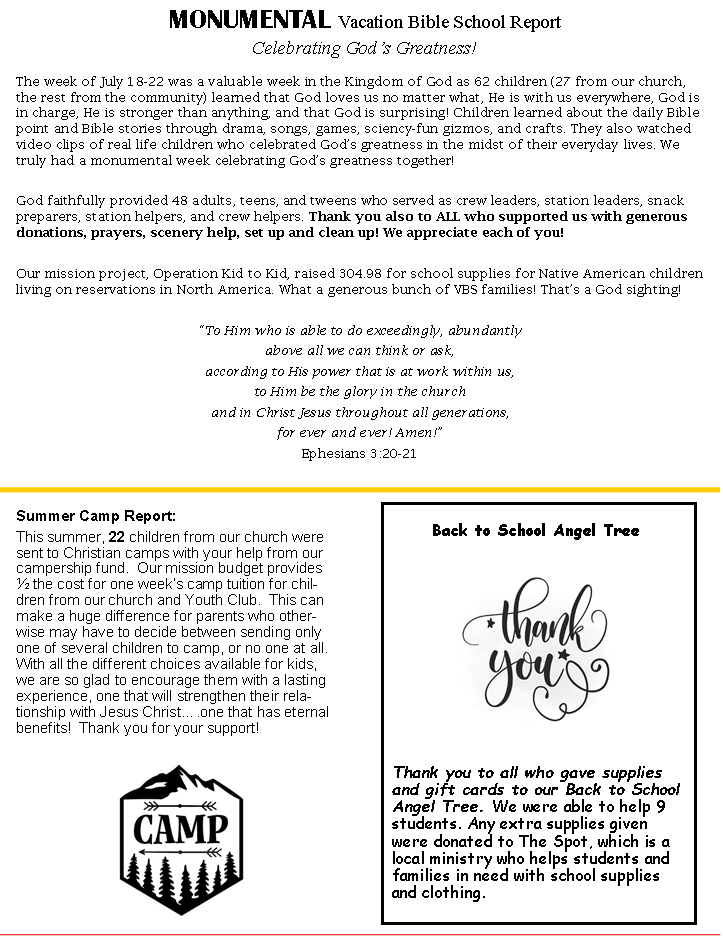 MONUMENTAL Vacation Bible School Report
Celebrating God's Greatness!
The week of July 18-22 was a valuable week in the Kingdom of God as 62 children (27 from our church,
the rest from the community) learned that God loves us no matter what, He is with us everywhere, God is
in charge, He is stronger than anything, and that God is surprising! Children learned about the daily Bible
point and Bible stories through drama, songs, games, sciency-fun gizmos, and crafts. They also watched
video clips of real life children who celebrated God's greatness in the midst of their everyday lives. We
truly had a monumental week celebrating God's greatness together!
God faithfully provided 48 adults, teens, and tweens who served as crew leaders, station leaders, snack
preparers, station helpers, and crew helpers. Thank you also to ALL who supported us with generous
donations, prayers, scenery help, set up and clean up! We appreciate each of you!
Our mission project, Operation Kid to Kid, raised 304.98 for school supplies for Native American children
living on reservations in North America. What a generous bunch of VBS families! That's a God sighting!
"To Him who is able to do exceedingly, abundantly
above all we can think or ask,
according to His power that is at work within us,
to Him be the glory in the church
and in Christ Jesus throughout all generations,
for ever and ever! Amen!"
Ephesians 3:20-21
Summer Camp Report:
This summer, 22 children from our church were
sent to Christian camps with your help from our
campership fund.  Our mission budget provides
½ the cost for one week's camp tuition for chil-
dren from our church and Youth Club.  This can
make a huge difference for parents who other-
wise may have to decide between sending only
one of several children to camp, or no one at all.
With all the different choices available for kids,
we are so glad to encourage them with a lasting
experience, one that will strengthen their rela-
tionship with Jesus Christ... .one that has eternal
benefits!  Thank you for your support!
CAMP
Back to School Angel Tree
thank
you
Thank you to all who gave supplies
and gift cards to our Back to School
Angel Tree. We were able to help 9
students. Any extra supplies given
were donated to The Spot, which is a
local ministry who helps students and
families in need with school supplies
and clothing.